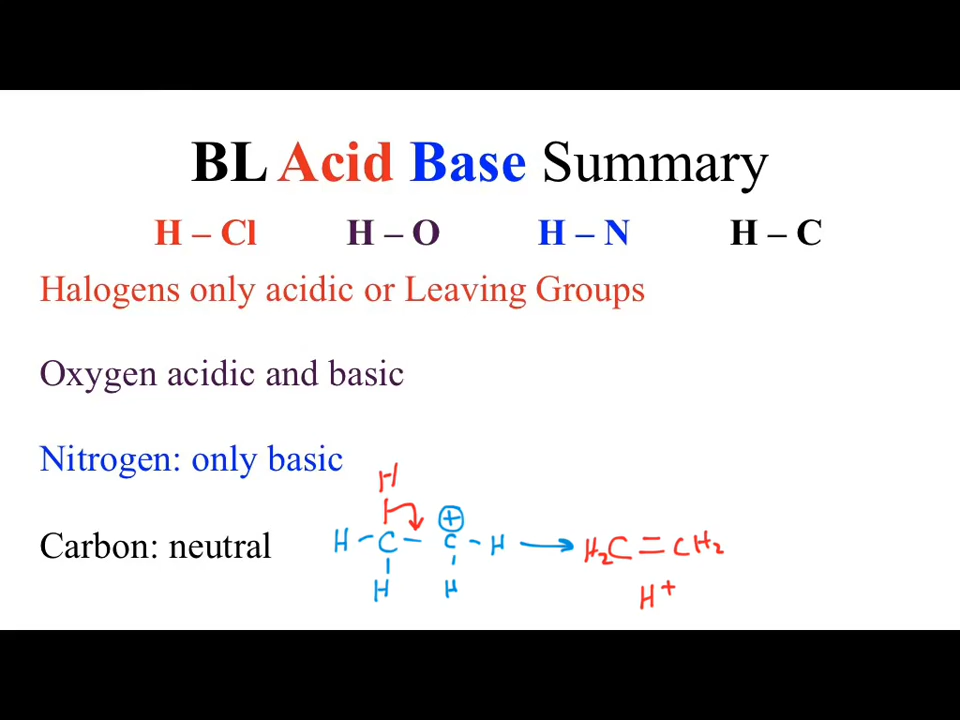 BL Acid Base Summary
H – Cl H – O H – N H – C
Halogens only acidic or Leaving Groups
Oxygen acidic and basic
Nitrogen: only basic
H
Carbon: neutral H – C – C – H → H₂C = CH₂
⊕
H H H⁺